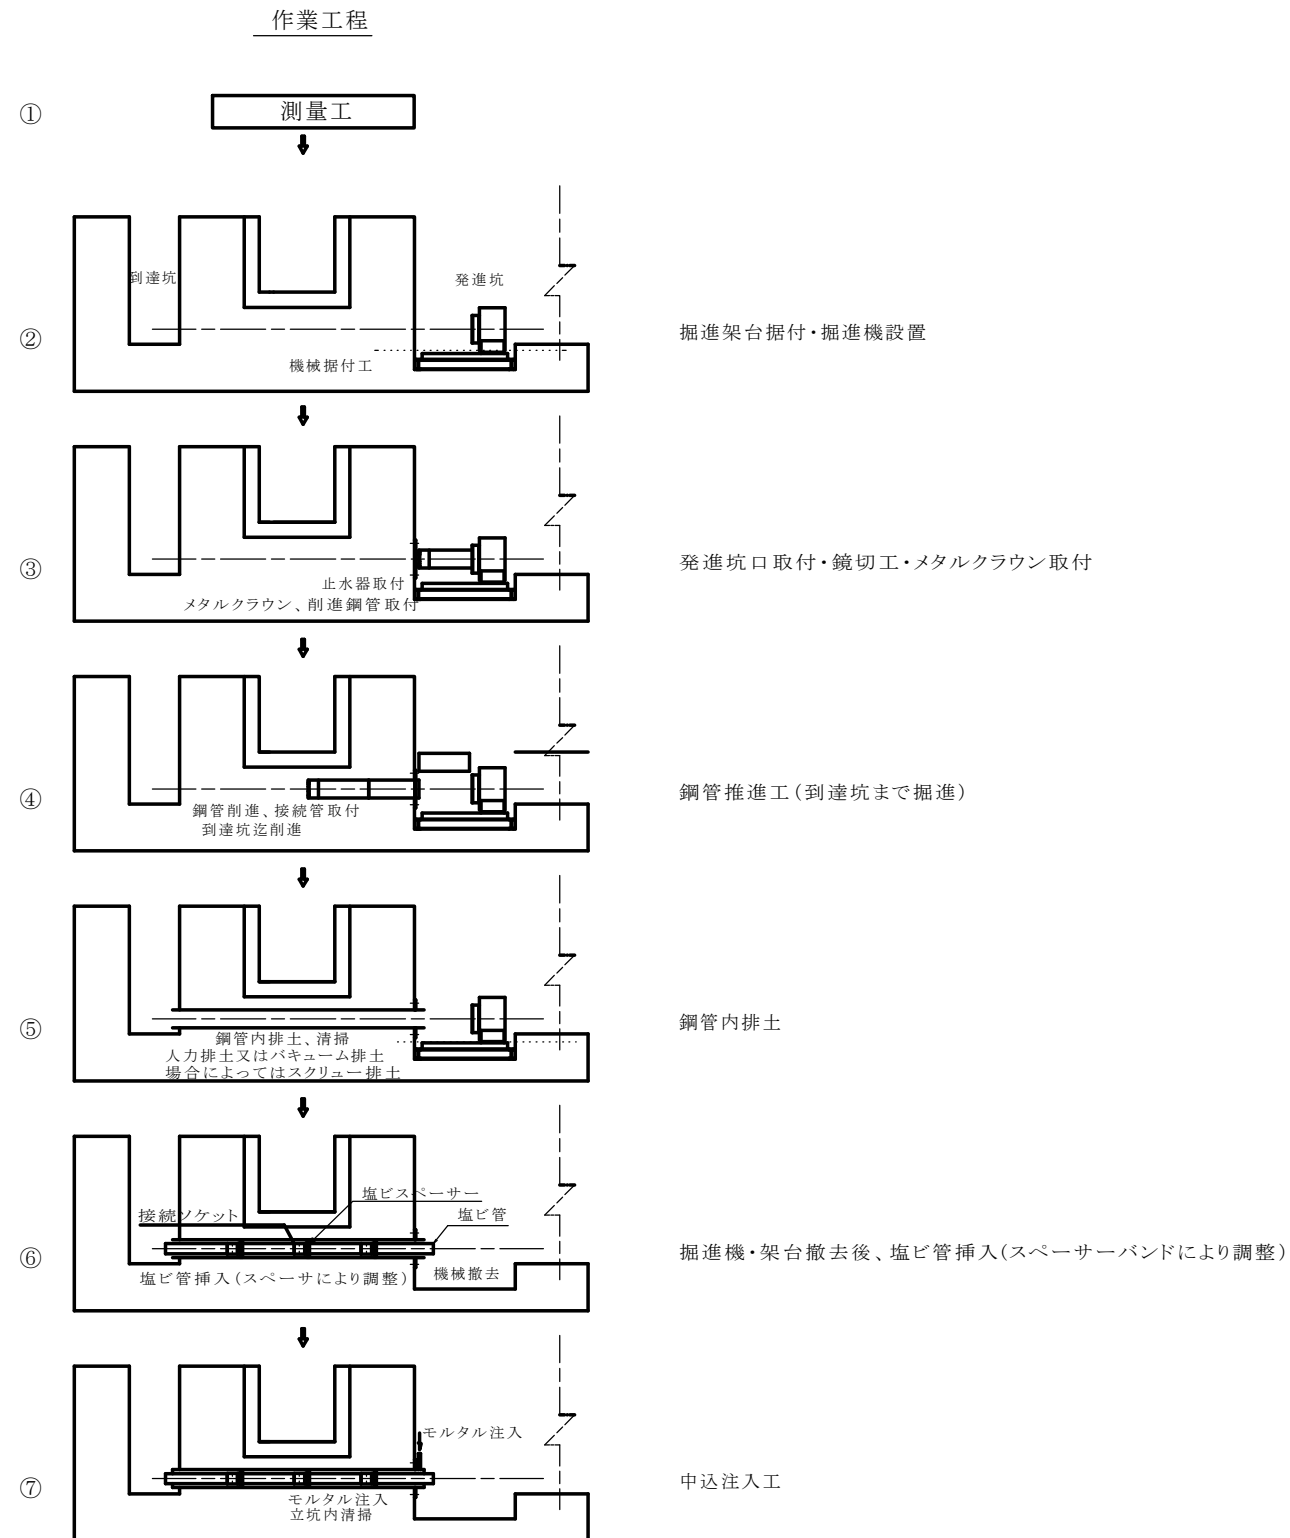 作業工程
①
測量工
到達坑
発進坑
②
掘進架台据付・掘進機設置
機械据付工
③
発進坑口取付・鏡切工・メタルクラウン取付
止水器取付
メタルクラウン、削進鋼管取付
④
鋼管推進工(到達坑まで掘進)
鋼管削進、接続管取付
到達坑迄削進
⑤
鋼管内排土
鋼管内排土、清掃
人力排土又はバキューム排土
場合によってはスクリュー排土
塩ビスペーサー
接続ソケット
塩ビ管
⑥
掘進機・架台撤去後、塩ビ管挿入(スペーサーバンドにより調整)
塩ビ管挿入(スペーサにより調整)
機械撤去
モルタル注入
⑦
中込注入工
モルタル注入
立坑内清掃